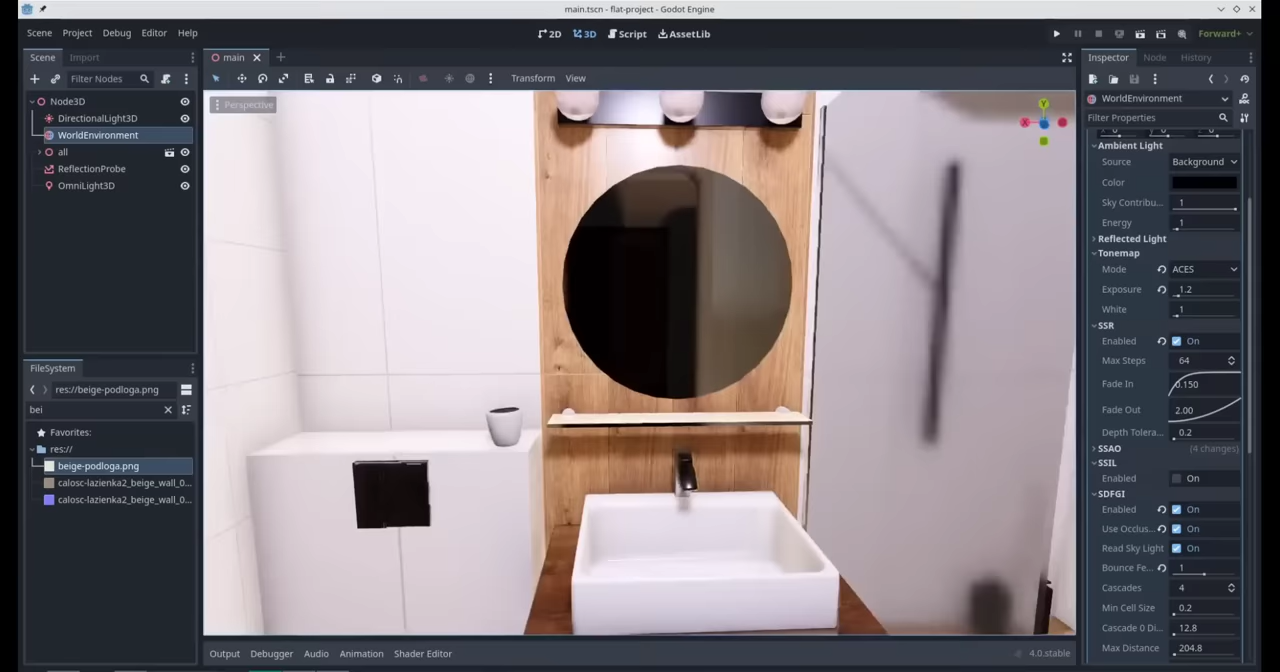 main.tscn - flat-project - Godot Engine
Scene Project Debug Editor Help
2D 3D Script AssetLib
Forward+
Scene Import
main
Inspector Node History
Filter Nodes
Transform View
Perspective
Node3D
DirectionalLight3D
WorldEnvironment
all
ReflectionProbe
OmniLight3D
FileSystem
res://beige-podloga.png
bei
Favorites:
res://
beige-podloga.png
calosc-lazienka2_beige_wall_0...
calosc-lazienka2_beige_wall_0...
Y
X
Output Debugger Audio Animation Shader Editor
4.0.stable
WorldEnvironment
Filter Properties
Ambient Light
Source Background
Color
Sky Contribu... 1
Energy 1
Reflected Light
Tonemap
Mode ACES
Exposure 1.2
White 1
SSR
Enabled On
Max Steps 64
Fade In 0.150
Fade Out 2.00
Depth Tolera... 0.2
SSAO (4 changes)
SSIL
Enabled On
SDFGI
Enabled On
Use Occlus... On
Read Sky Light On
Bounce Fe... 1
Cascades 4
Min Cell Size 0.2
Cascade 0 Di... 12.8
Max Distance 204.8